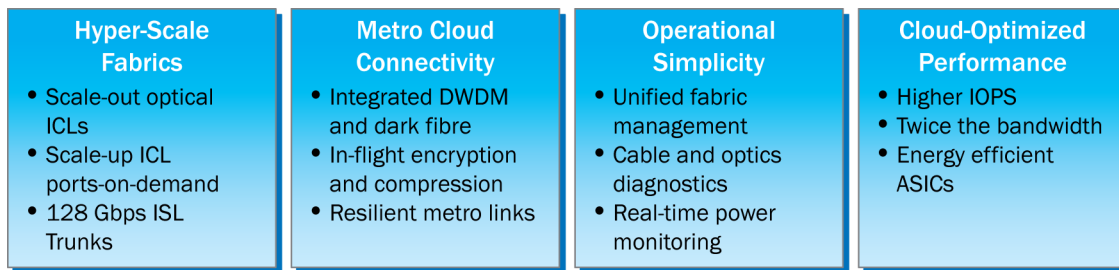 Hyper-Scale
Fabrics
• Scale-out optical
ICLs
• Scale-up ICL
ports-on-demand
• 128 Gbps ISL
Trunks
Metro Cloud
Connectivity
• Integrated DWDM
and dark fibre
• In-flight encryption
and compression
• Resilient metro links
Operational
Simplicity
• Unified fabric
management
• Cable and optics
diagnostics
• Real-time power
monitoring
Cloud-Optimized
Performance
• Higher IOPS
• Twice the bandwidth
• Energy efficient
ASICs